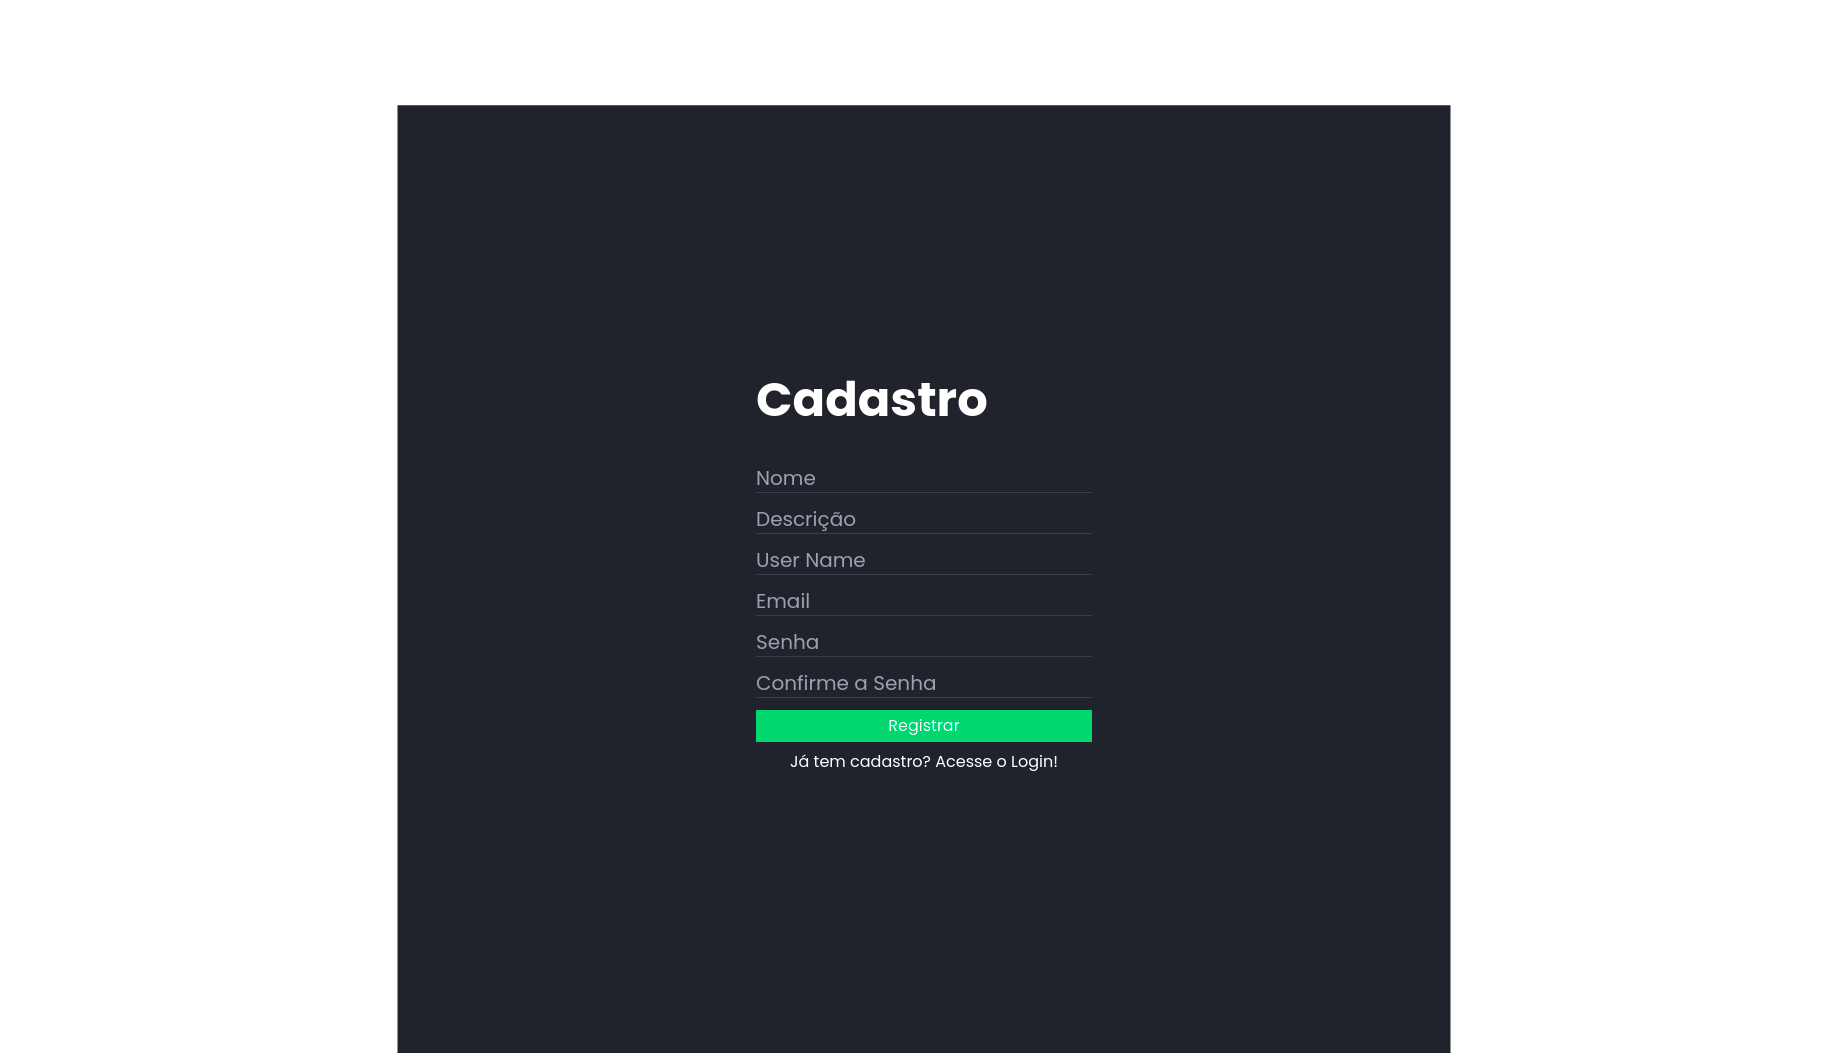 Cadastro
Nome
Descrição
User Name
Email
Senha
Confirme a Senha
Registrar
Já tem cadastro? Acesse o Login!